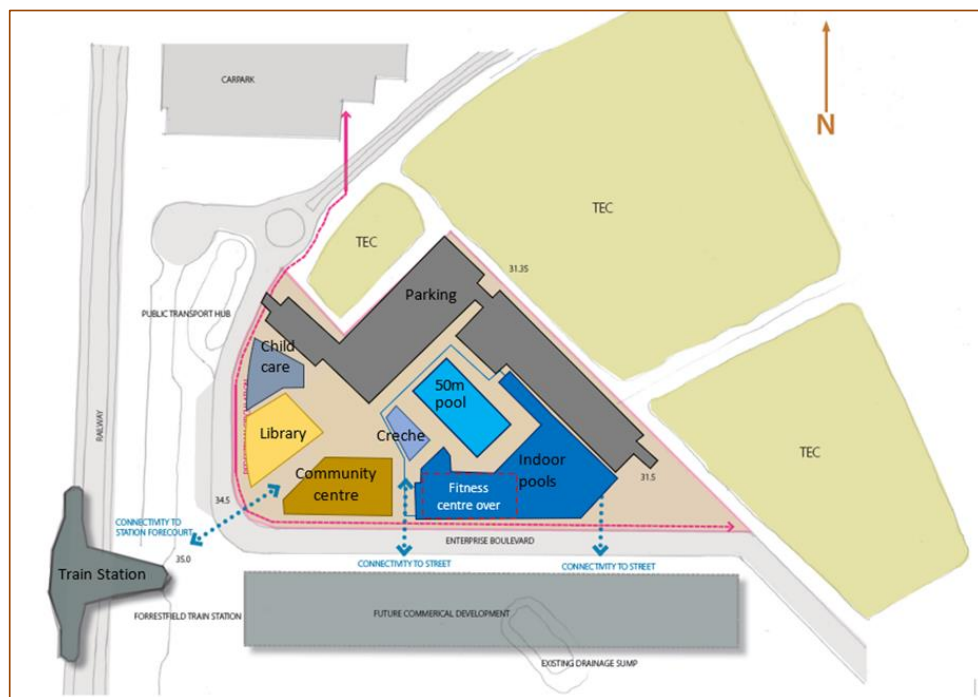 CARPARK
N
TEC
TEC
31.35
Parking
PUBLIC TRANSPORT HUB
Child
care
50m
pool
Library
Creche
RAILWAY
Community
centre
Indoor
pools
TEC
Fitness
centre over
31.5
34.5
CONNECTIVITY TO
STATION FORECOURT
ENTERPRISE BOULEVARD
35.0
CONNECTIVITY TO STREET
CONNECTIVITY TO STREET
Train Station
FORRESTFIELD TRAIN STATION
FUTURE COMMERICAL DEVELOPMENT
EXISTING DRAINAGE SUMP